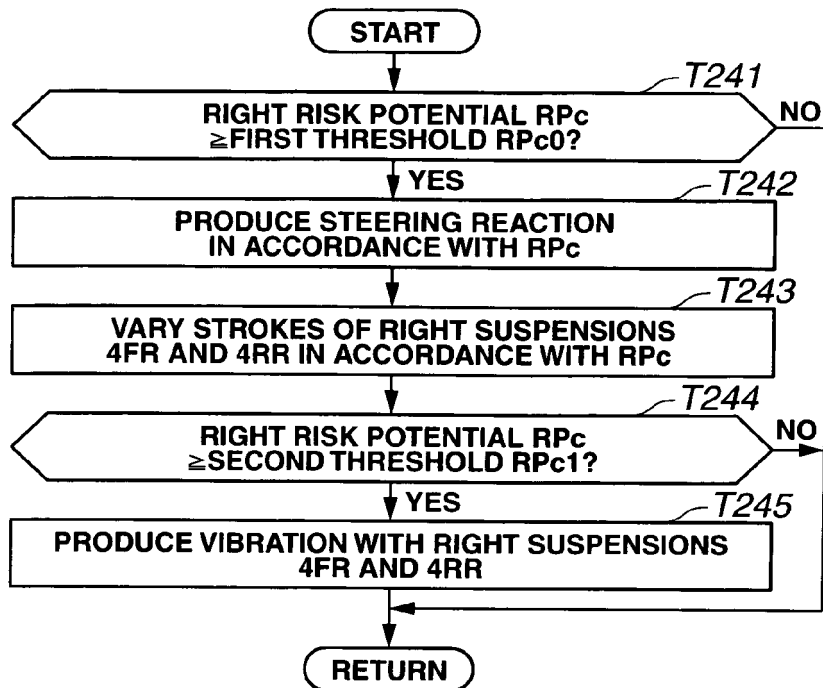 START
T241
RIGHT RISK POTENTIAL RPc
≧FIRST THRESHOLD RPc0?
NO
YES
T242
PRODUCE STEERING REACTION
IN ACCORDANCE WITH RPc
T243
VARY STROKES OF RIGHT SUSPENSIONS
4FR AND 4RR IN ACCORDANCE WITH RPc
T244
RIGHT RISK POTENTIAL RPc
≧SECOND THRESHOLD RPc1?
NO
YES
T245
PRODUCE VIBRATION WITH RIGHT SUSPENSIONS
4FR AND 4RR
RETURN